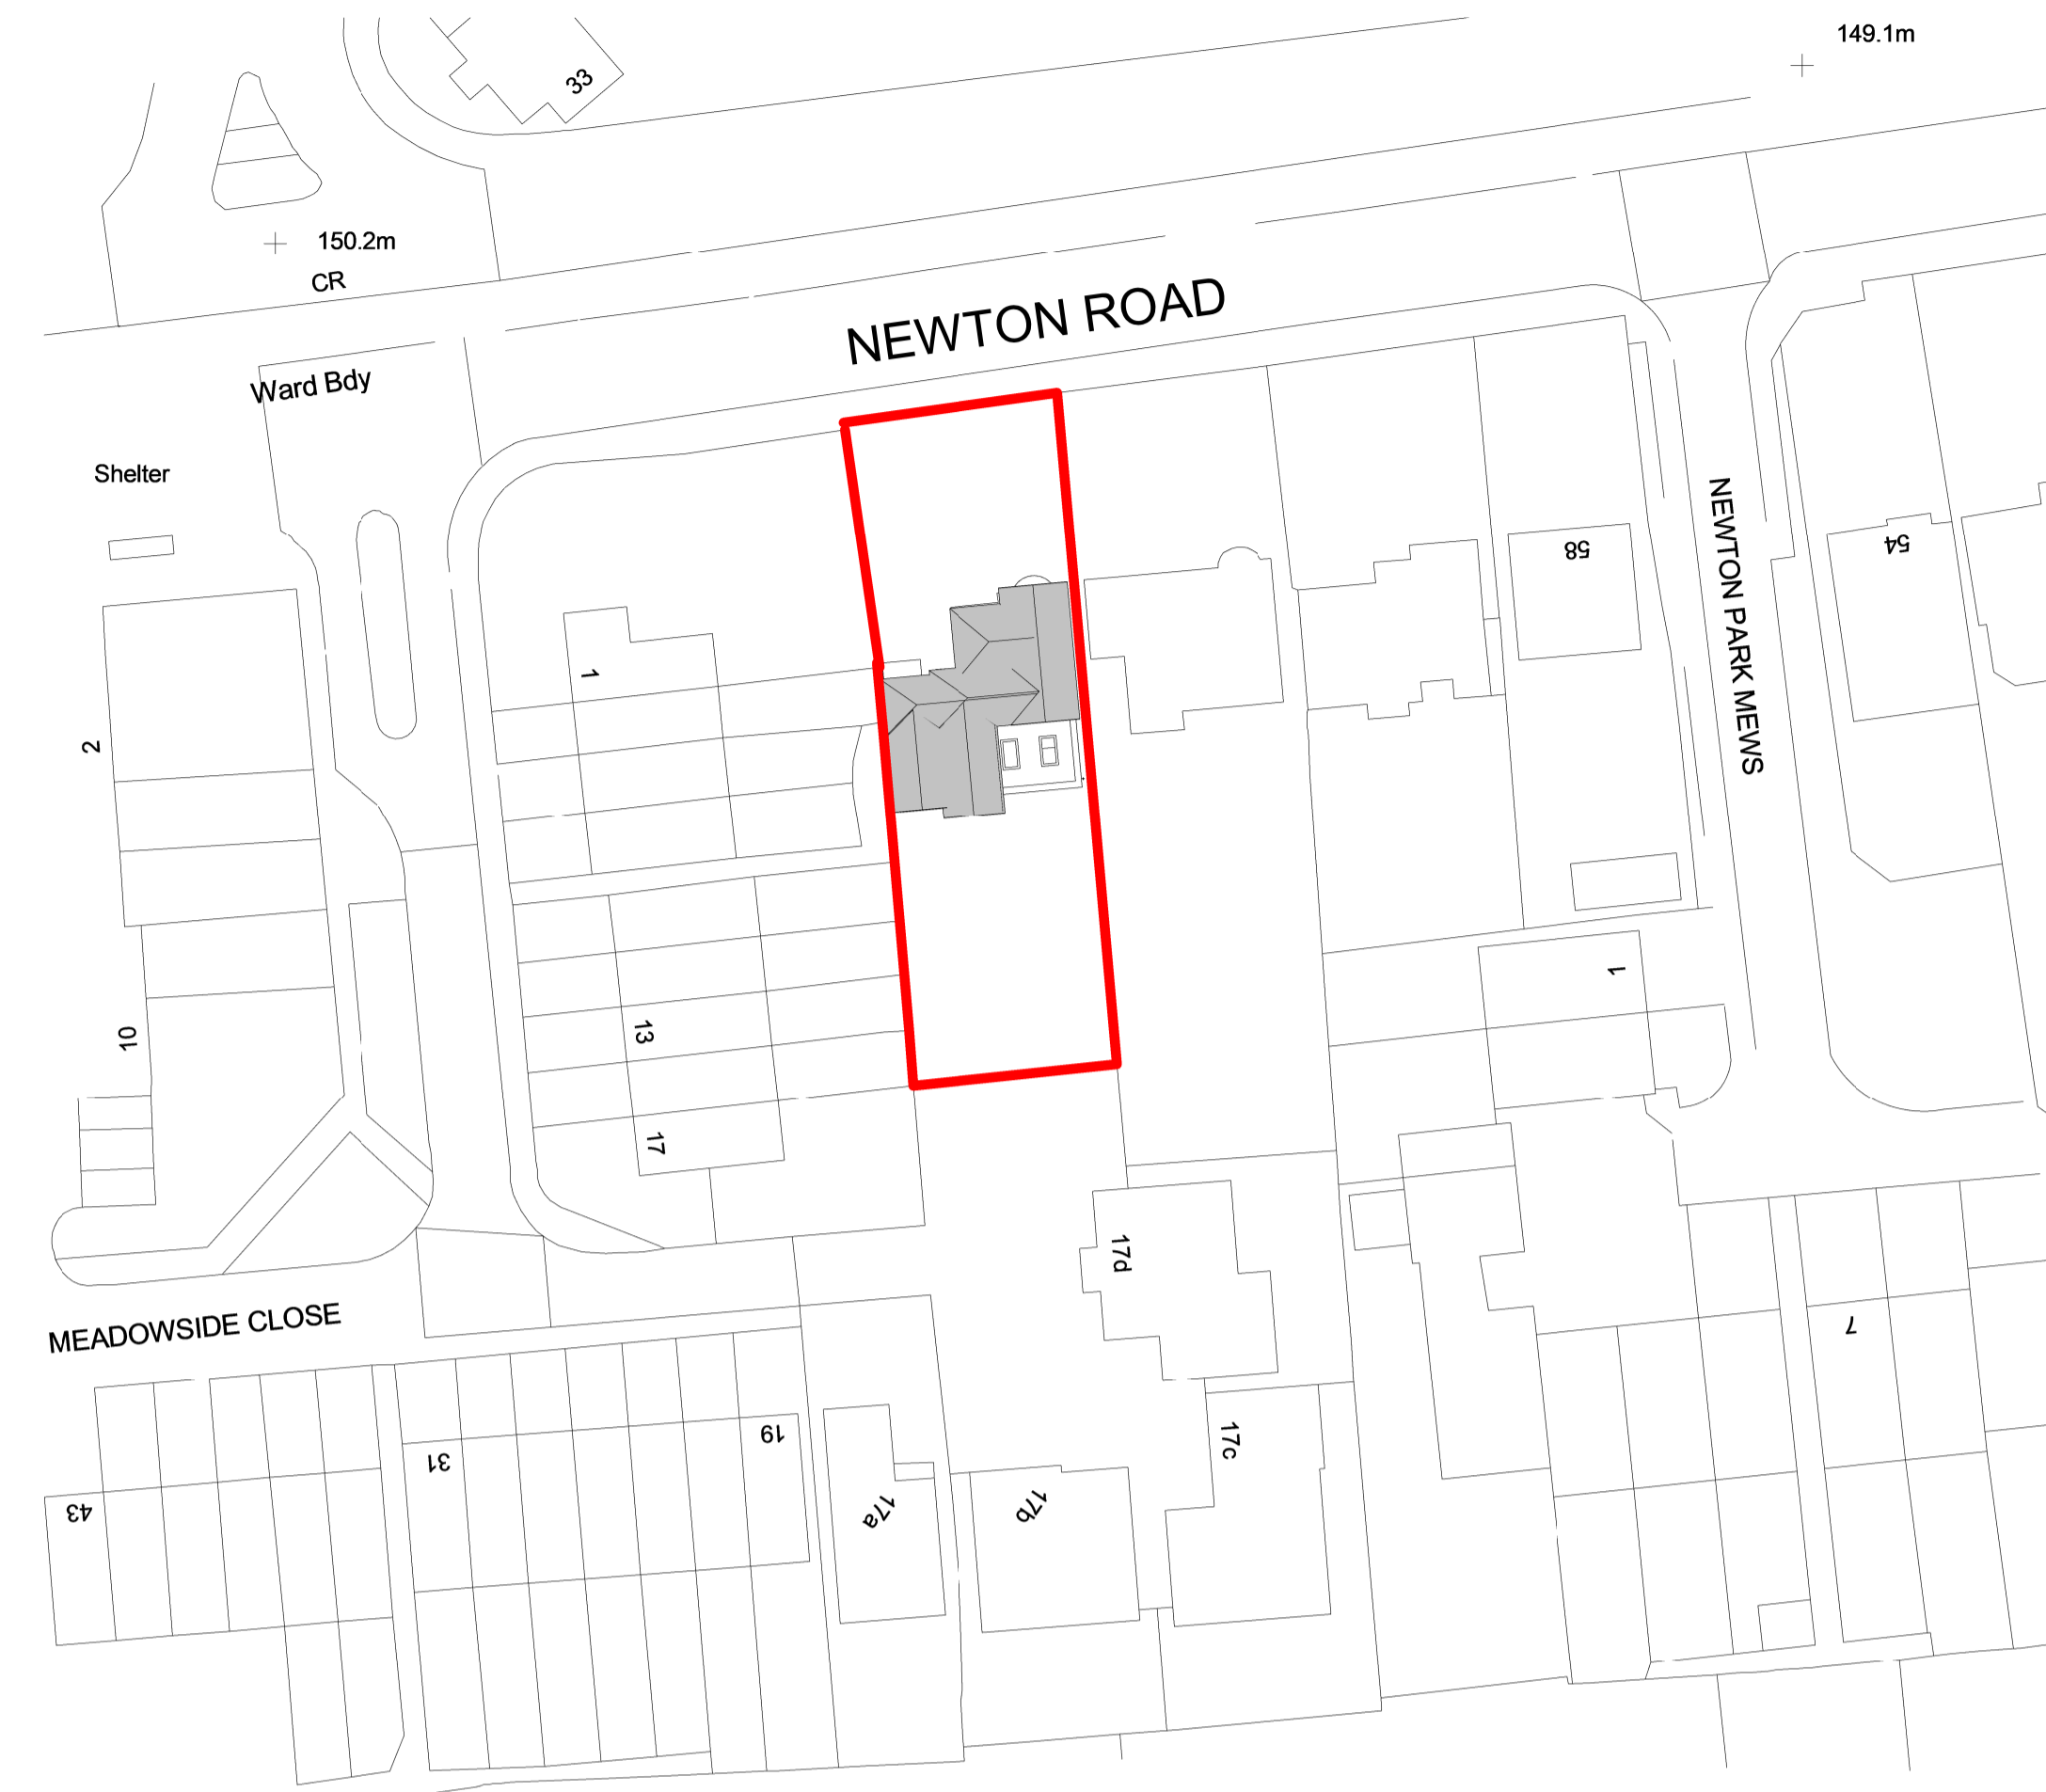 149.1m
33
150.2m
CR
NEWTON ROAD
Ward Bdy
Shelter
NEWTON PARK MEWS
58
54
1
2
1
10
13
17
17d
MEADOWSIDE CLOSE
7
19
31
17c
43
17a
17b